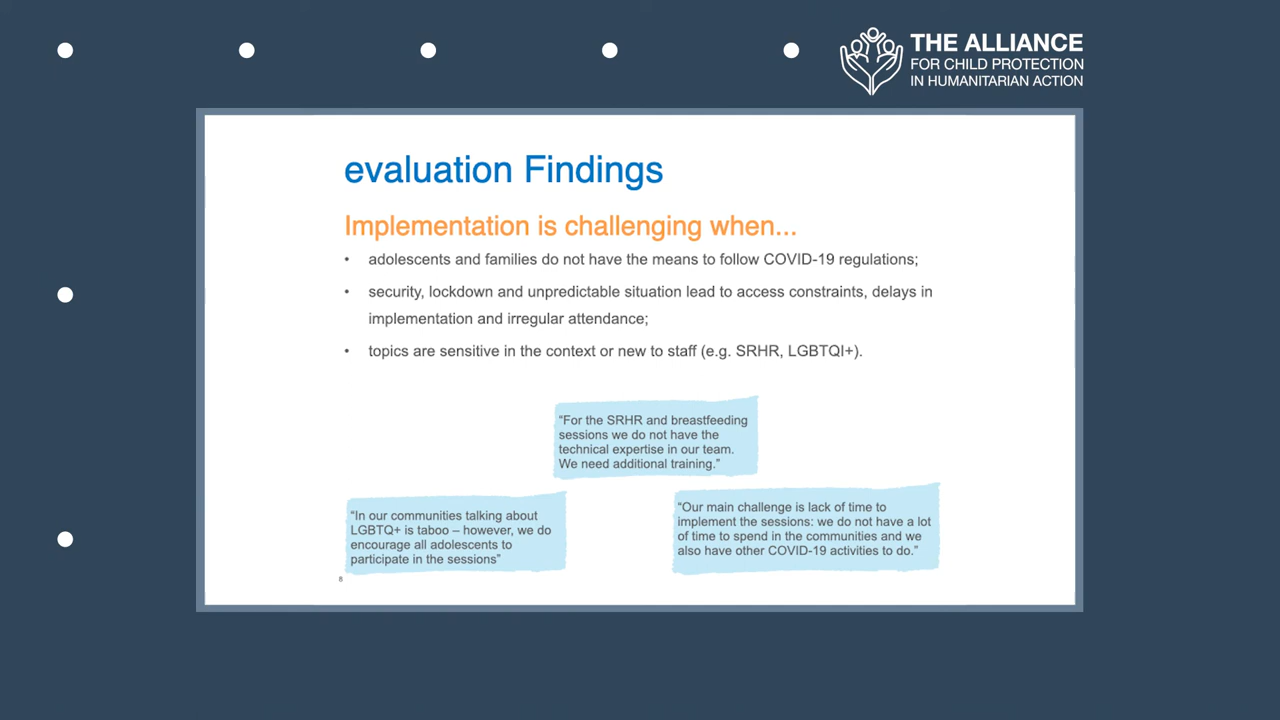 THE ALLIANCE
FOR CHILD PROTECTION
IN HUMANITARIAN ACTION
evaluation Findings
Implementation is challenging when...
• adolescents and families do not have the means to follow COVID-19 regulations;
• security, lockdown and unpredictable situation lead to access constraints, delays in
implementation and irregular attendance;
• topics are sensitive in the context or new to staff (e.g. SRHR, LGBTQI+).
“For the SRHR and breastfeeding
sessions we do not have the
technical expertise in our team.
We need additional training.”
“In our communities talking about
LGBTQ+ is taboo – however, we do
encourage all adolescents to
participate in the sessions”
“Our main challenge is lack of time to
implement the sessions: we do not have a lot
of time to spend in the communities and we
also have other COVID-19 activities to do.”
8